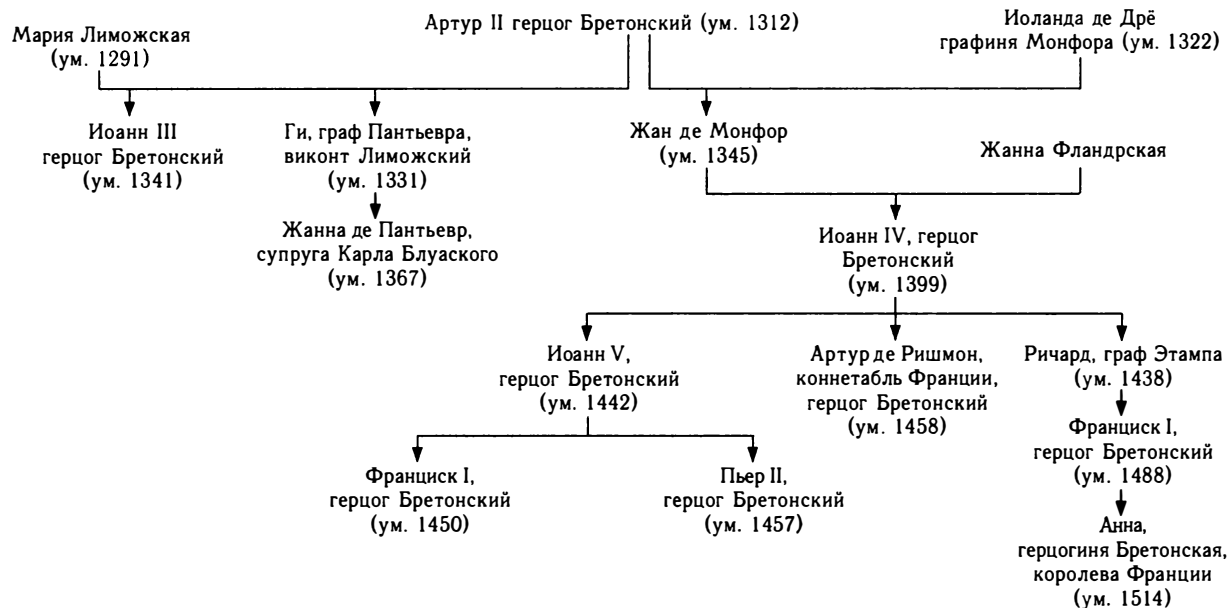 Мария Лиможская
(ум. 1291)
Артур II герцог Бретонский (ум. 1312)
Иоланда де Дрё
графиня Монфора (ум. 1322)
Иоанн III
герцог Бретонский
(ум. 1341)
Ги, граф Пантьевра,
виконт Лиможский
(ум. 1331)
Жан де Монфор
(ум. 1345)
Жанна Фландрская
Жанна де Пантьевр,
супруга Карла Блуаского
(ум. 1367)
Иоанн IV, герцог
Бретонский
(ум. 1399)
Иоанн V,
герцог Бретонский
(ум. 1442)
Артур де Ришмон,
коннетабль Франции,
герцог Бретонский
(ум. 1458)
Ричард, граф Этампа
(ум. 1438)
Франциск I,
герцог Бретонский
(ум. 1450)
Пьер II,
герцог Бретонский
(ум. 1457)
Франциск I,
герцог Бретонский
(ум. 1488)
Анна,
герцогиня Бретонская,
королева Франции
(ум. 1514)